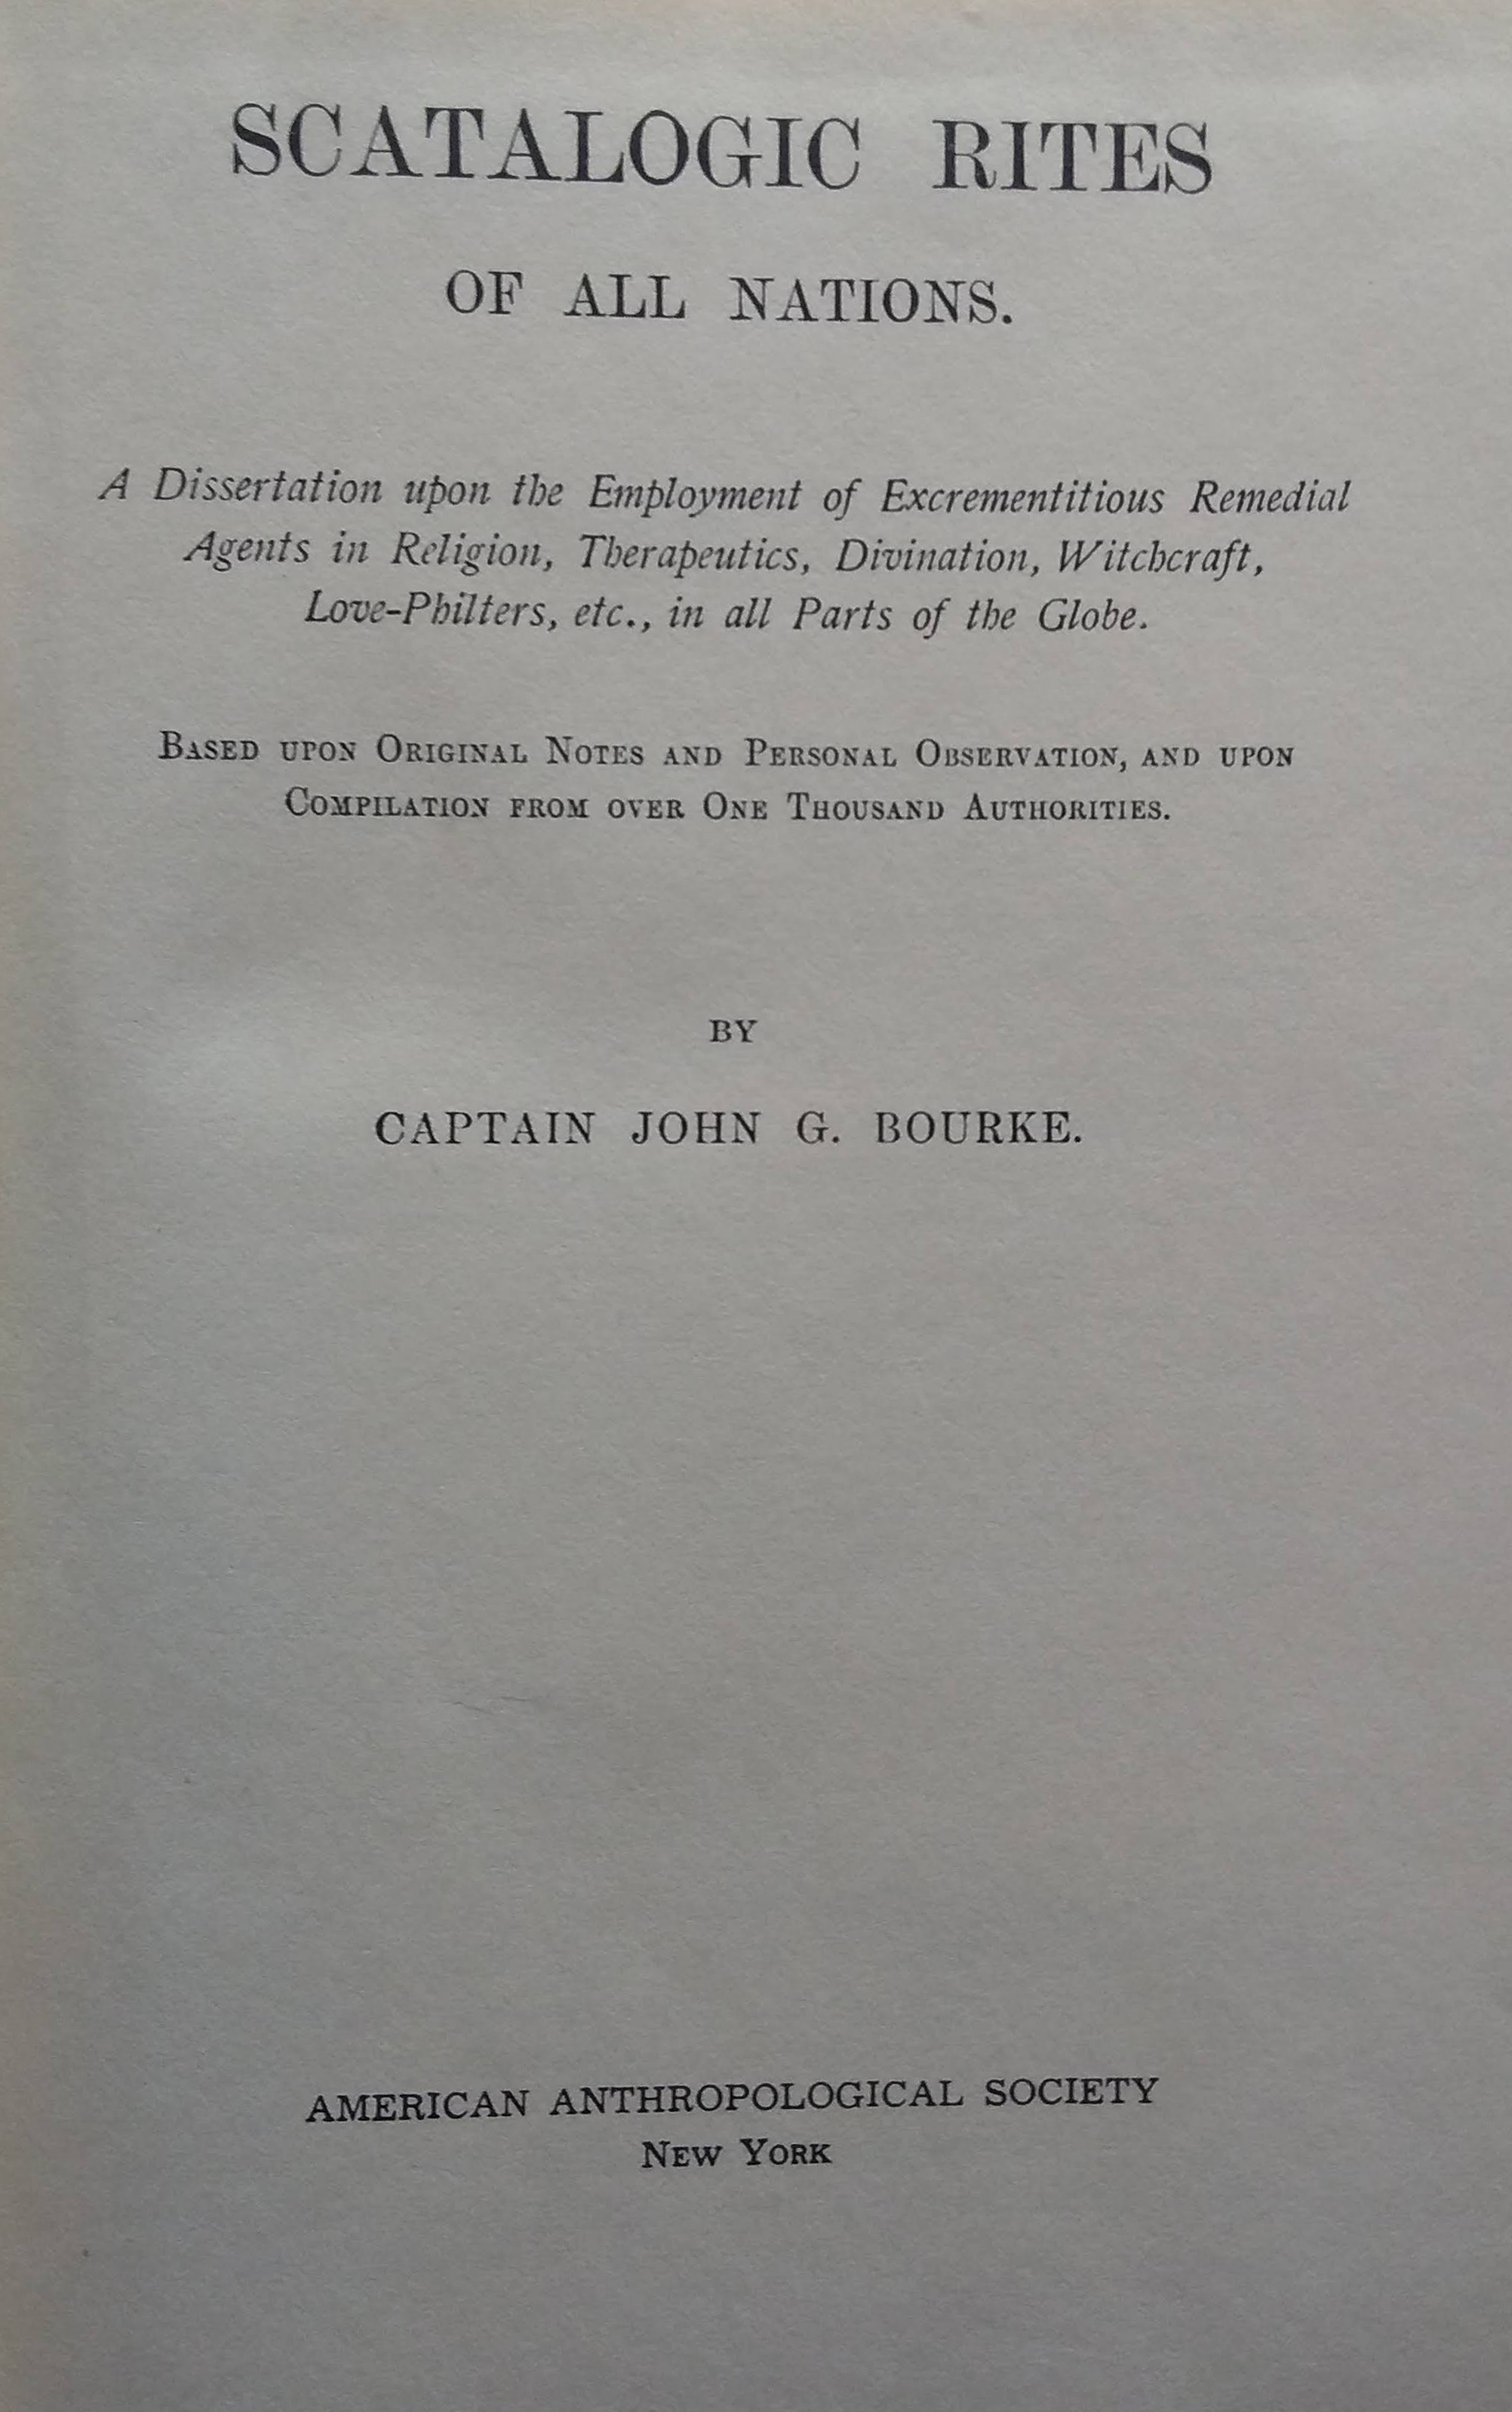 SCATALOGIC RITES
OF ALL NATIONS.
A Dissertation upon the Employment of Excrementitious Remedial
Agents in Religion, Therapeutics, Divination, Witchcraft,
Love-Philters, etc., in all Parts of the Globe.
BASED UPON ORIGINAL NOTES AND PERSONAL OBSERVATION, AND UPON
COMPILATION FROM OVER ONE THOUSAND AUTHORITIES.
BY
CAPTAIN JOHN G. BOURKE.
AMERICAN ANTHROPOLOGICAL SOCIETY
NEW YORK